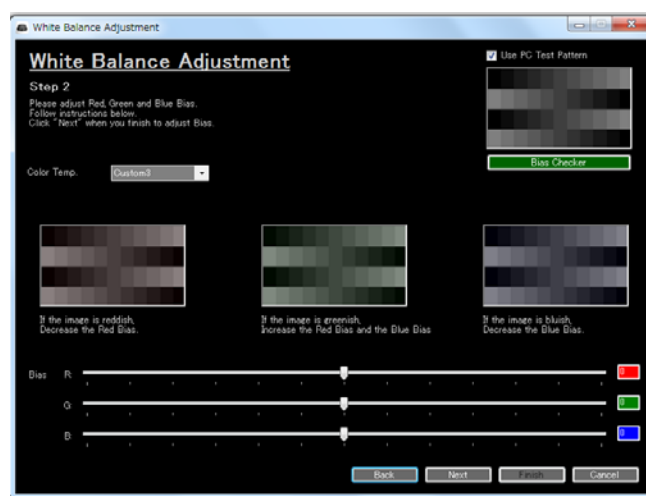 White Balance Adjustment
White Balance Adjustment
Use PC Test Pattern
Step 2
Please adjust Red, Green and Blue Bias.
Follow instructions below.
Click "Next" when you finish to adjust Bias.
Bias Checker
Color Temp.
Custom3
If the image is reddish,
Decrease the Red Bias.
If the image is greenish,
Increase the Red Bias and the Blue Bias
If the image is bluish,
Decrease the Blue Bias.
Bias R 0
G 0
B 0
Back Next Finish Cancel